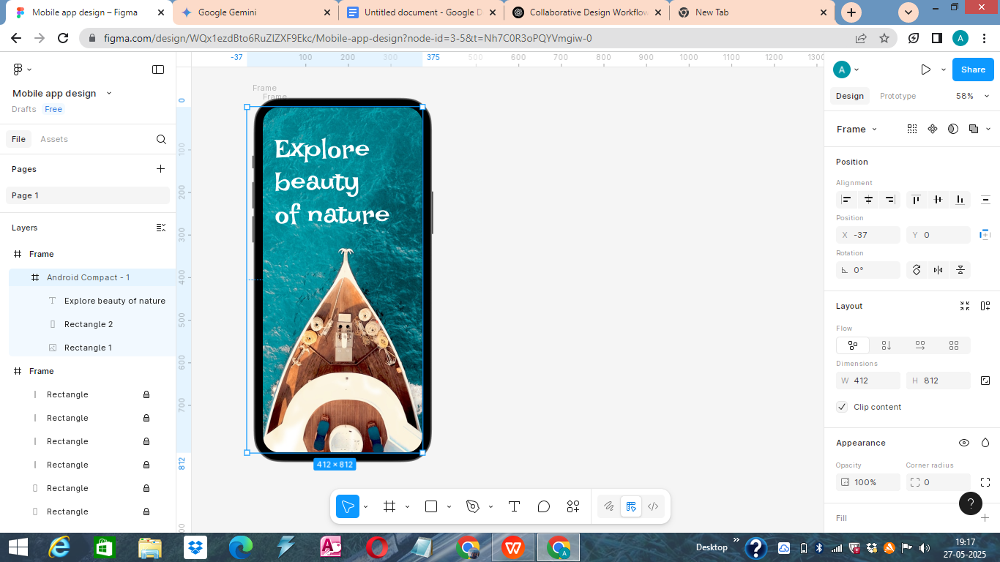 Mobile app design – Figma
Google Gemini
Untitled document - Google D
Collaborative Design Workflow
New Tab
figma.com/design/WQx1ezdBto6RuZIZXF9Ekc/Mobile-app-design?node-id=3-5&t=Nh7C0R3oPQYVmgiw-0
A
-37 100 200 300 375 500 600 700 800 900 1000 1100 1200 1300
Mobile app design
Drafts Free
File Assets
Pages
Page 1
Layers
Frame
Android Compact - 1
Explore beauty of nature
Rectangle 2
Rectangle 1
Frame
Rectangle
Rectangle
Rectangle
Rectangle
Rectangle
Rectangle
0
100
200
300
400
500
600
700
812
Frame
Frame
Explore
beauty
of nature
412 × 812
A
Share
Design Prototype 58%
Frame
Position
Alignment
Position
X -37 Y 0
Rotation
0°
Layout
Flow
Dimensions
W 412 H 812
Clip content
Appearance
Opacity Corner radius
100% 0
Fill
?
Desktop
19:17
27-05-2025